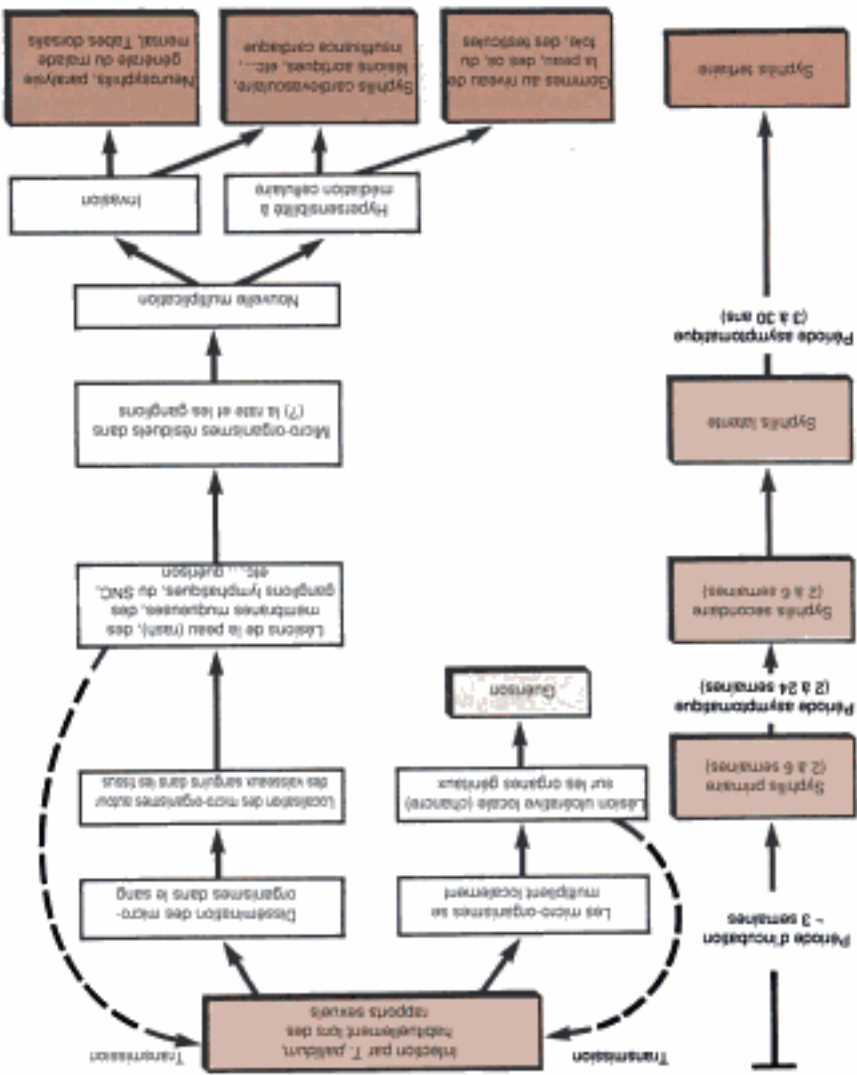 Période d'incubation
~ 3 semaines
Syphilis primaire
(2 à 6 semaines)
Période asymptomatique
(2 à 24 semaines)
Syphilis secondaire
(2 à 6 semaines)
Syphilis latente
Période asymptomatique
(3 à 30 ans)
Syphilis tertiaire
Transmission
Infection par T. pallidum,
habituellement lors des
rapports sexuels
Transmission
Les micro-organismes se
multiplient localement
Lésion ulcérative locale (chancre)
sur les organes génitaux
Guérison
Dissémination des micro-
organismes dans le sang
Localisation des micro-organismes autour
des vaisseaux sanguins dans les tissus
Lésions de la peau (rash), des
membranes muqueuses, des
ganglions lymphatiques, du SNC,
etc..., guérison
Micro-organismes résiduels dans
(?) la rate et les ganglions
Nouvelle multiplication
Hypersensibilité à
médiation cellulaire
Invasion
Gommes au niveau de
la peau, des os, du
foie, des testicules
Syphilis cardiovasculaire,
lésions aortiques, etc...,
insuffisance cardiaque
Neurosyphilis, paralysie
générale du malade
mental, Tabes dorsalis